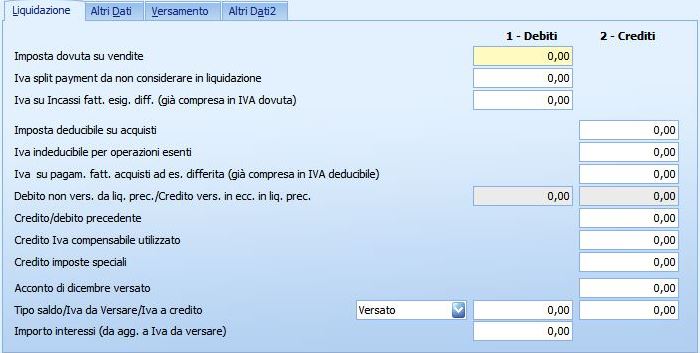 Liquidazione Altri Dati Versamento Altri Dati2
1 - Debiti 2 - Crediti
Imposta dovuta su vendite 0,00
Iva split payment da non considerare in liquidazione 0,00
Iva su Incassi fatt. esig. diff. (già compresa in IVA dovuta) 0,00
Imposta deducibile su acquisti 0,00
Iva indeducibile per operazioni esenti 0,00
Iva su pagam. fatt. acquisti ad es. differita (già compresa in IVA deducibile) 0,00
Debito non vers. da liq. prec./Credito vers. in ecc. in liq. prec. 0,00 0,00
Credito/debito precedente 0,00
Credito Iva compensabile utilizzato 0,00
Credito imposte speciali 0,00
Acconto di dicembre versato 0,00
Tipo saldo/Iva da Versare/Iva a credito Versato 0,00 0,00
Importo interessi (da agg. a Iva da versare) 0,00